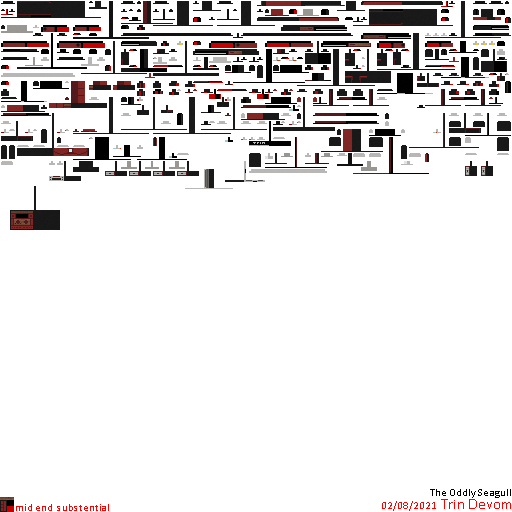 The Oddly Seagull
02/08/2021 Trin Devom
mid end substential